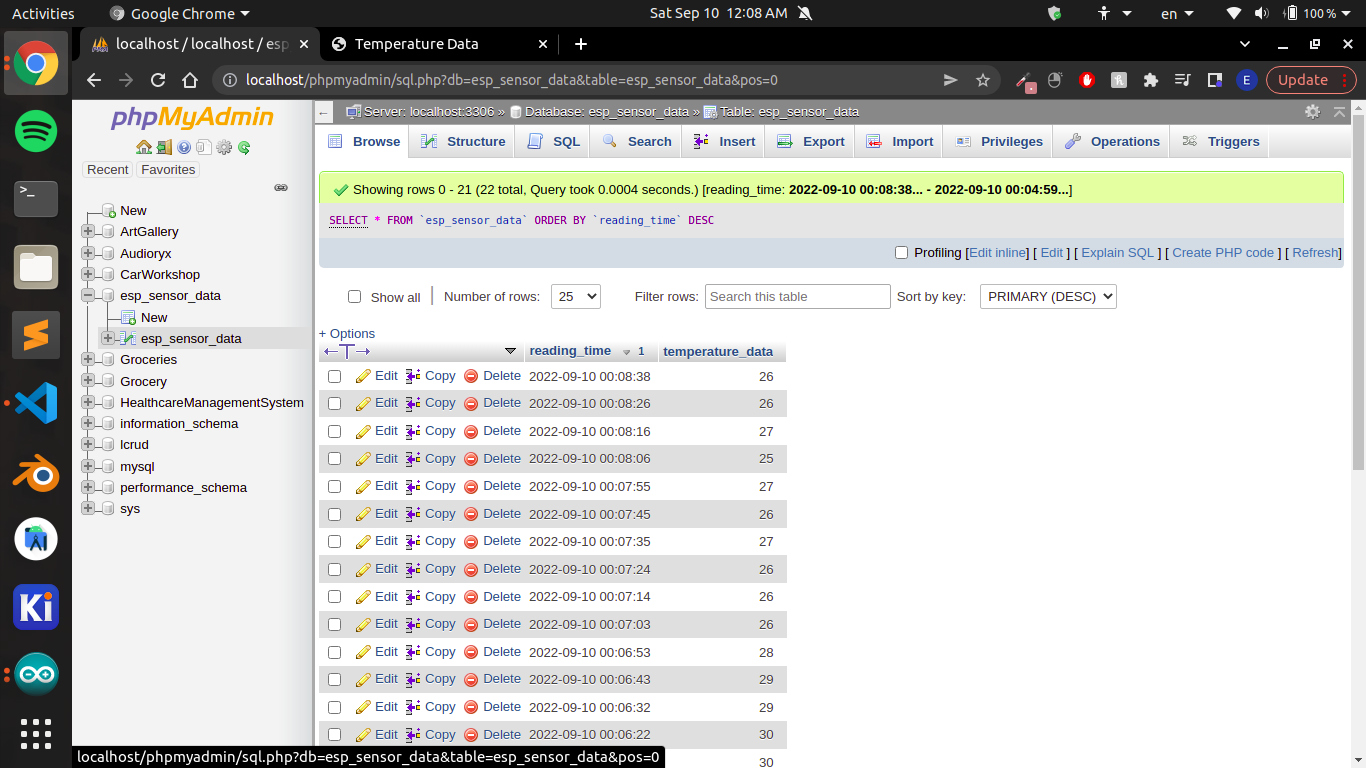 Activities Google Chrome Sat Sep 10 12:08 AM en 100 %
localhost / localhost / esp Temperature Data
localhost/phpmyadmin/sql.php?db=esp_sensor_data&table=esp_sensor_data&pos=0 E Update
phpMyAdmin
Recent Favorites
New
ArtGallery
Audioryx
CarWorkshop
esp_sensor_data
New
esp_sensor_data
Groceries
Grocery
HealthcareManagementSystem
information_schema
lcrud
mysql
performance_schema
sys
Server: localhost:3306 » Database: esp_sensor_data » Table: esp_sensor_data
Browse Structure SQL Search Insert Export Import Privileges Operations Triggers
Showing rows 0 - 21 (22 total, Query took 0.0004 seconds.) [reading_time: 2022-09-10 00:08:38... - 2022-09-10 00:04:59...]
SELECT * FROM `esp_sensor_data` ORDER BY `reading_time` DESC
Profiling [Edit inline] [ Edit ] [ Explain SQL ] [ Create PHP code ] [ Refresh]
Show all Number of rows: 25 Filter rows: Search this table Sort by key: PRIMARY (DESC)
+ Options
←T→ reading_time 1 temperature_data
Edit Copy Delete 2022-09-10 00:08:38 26
Edit Copy Delete 2022-09-10 00:08:26 26
Edit Copy Delete 2022-09-10 00:08:16 27
Edit Copy Delete 2022-09-10 00:08:06 25
Edit Copy Delete 2022-09-10 00:07:55 27
Edit Copy Delete 2022-09-10 00:07:45 26
Edit Copy Delete 2022-09-10 00:07:35 27
Edit Copy Delete 2022-09-10 00:07:24 26
Edit Copy Delete 2022-09-10 00:07:14 26
Edit Copy Delete 2022-09-10 00:07:03 26
Edit Copy Delete 2022-09-10 00:06:53 28
Edit Copy Delete 2022-09-10 00:06:43 29
Edit Copy Delete 2022-09-10 00:06:32 29
Edit Copy Delete 2022-09-10 00:06:22 30
30
Ki
localhost/phpmyadmin/sql.php?db=esp_sensor_data&table=esp_sensor_data&pos=0